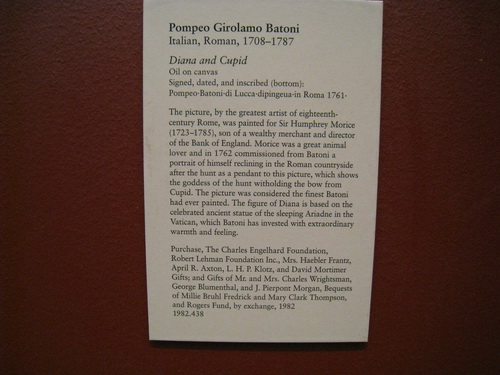 Pompeo Girolamo Batoni
Italian, Roman, 1708–1787
Diana and Cupid
Oil on canvas
Signed, dated, and inscribed (bottom):
Pompeo·Batoni·di Lucca·dipingeua·in Roma 1761·
The picture, by the greatest artist of eighteenth-
century Rome, was painted for Sir Humphrey Morice
(1723–1785), son of a wealthy merchant and director
of the Bank of England. Morice was a great animal
lover and in 1762 commissioned from Batoni a
portrait of himself reclining in the Roman countryside
after the hunt as a pendant to this picture, which shows
the goddess of the hunt witholding the bow from
Cupid. The picture was considered the finest Batoni
had ever painted. The figure of Diana is based on the
celebrated ancient statue of the sleeping Ariadne in the
Vatican, which Batoni has invested with extraordinary
warmth and feeling.
Purchase, The Charles Engelhard Foundation,
Robert Lehman Foundation Inc., Mrs. Haebler Frantz,
April R. Axton, L. H. P. Klotz, and David Mortimer
Gifts; and Gifts of Mr. and Mrs. Charles Wrightsman,
George Blumenthal, and J. Pierpont Morgan, Bequests
of Millie Bruhl Fredrick and Mary Clark Thompson,
and Rogers Fund, by exchange, 1982
1982.438